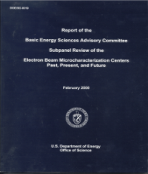 Report of the
Basic Energy Sciences Advisory Committee
Subpanel Review of the
Electron Beam Microcharacterization Centers
Past, Present, and Future
February 2000
U.S. Department of Energy
Office of Science